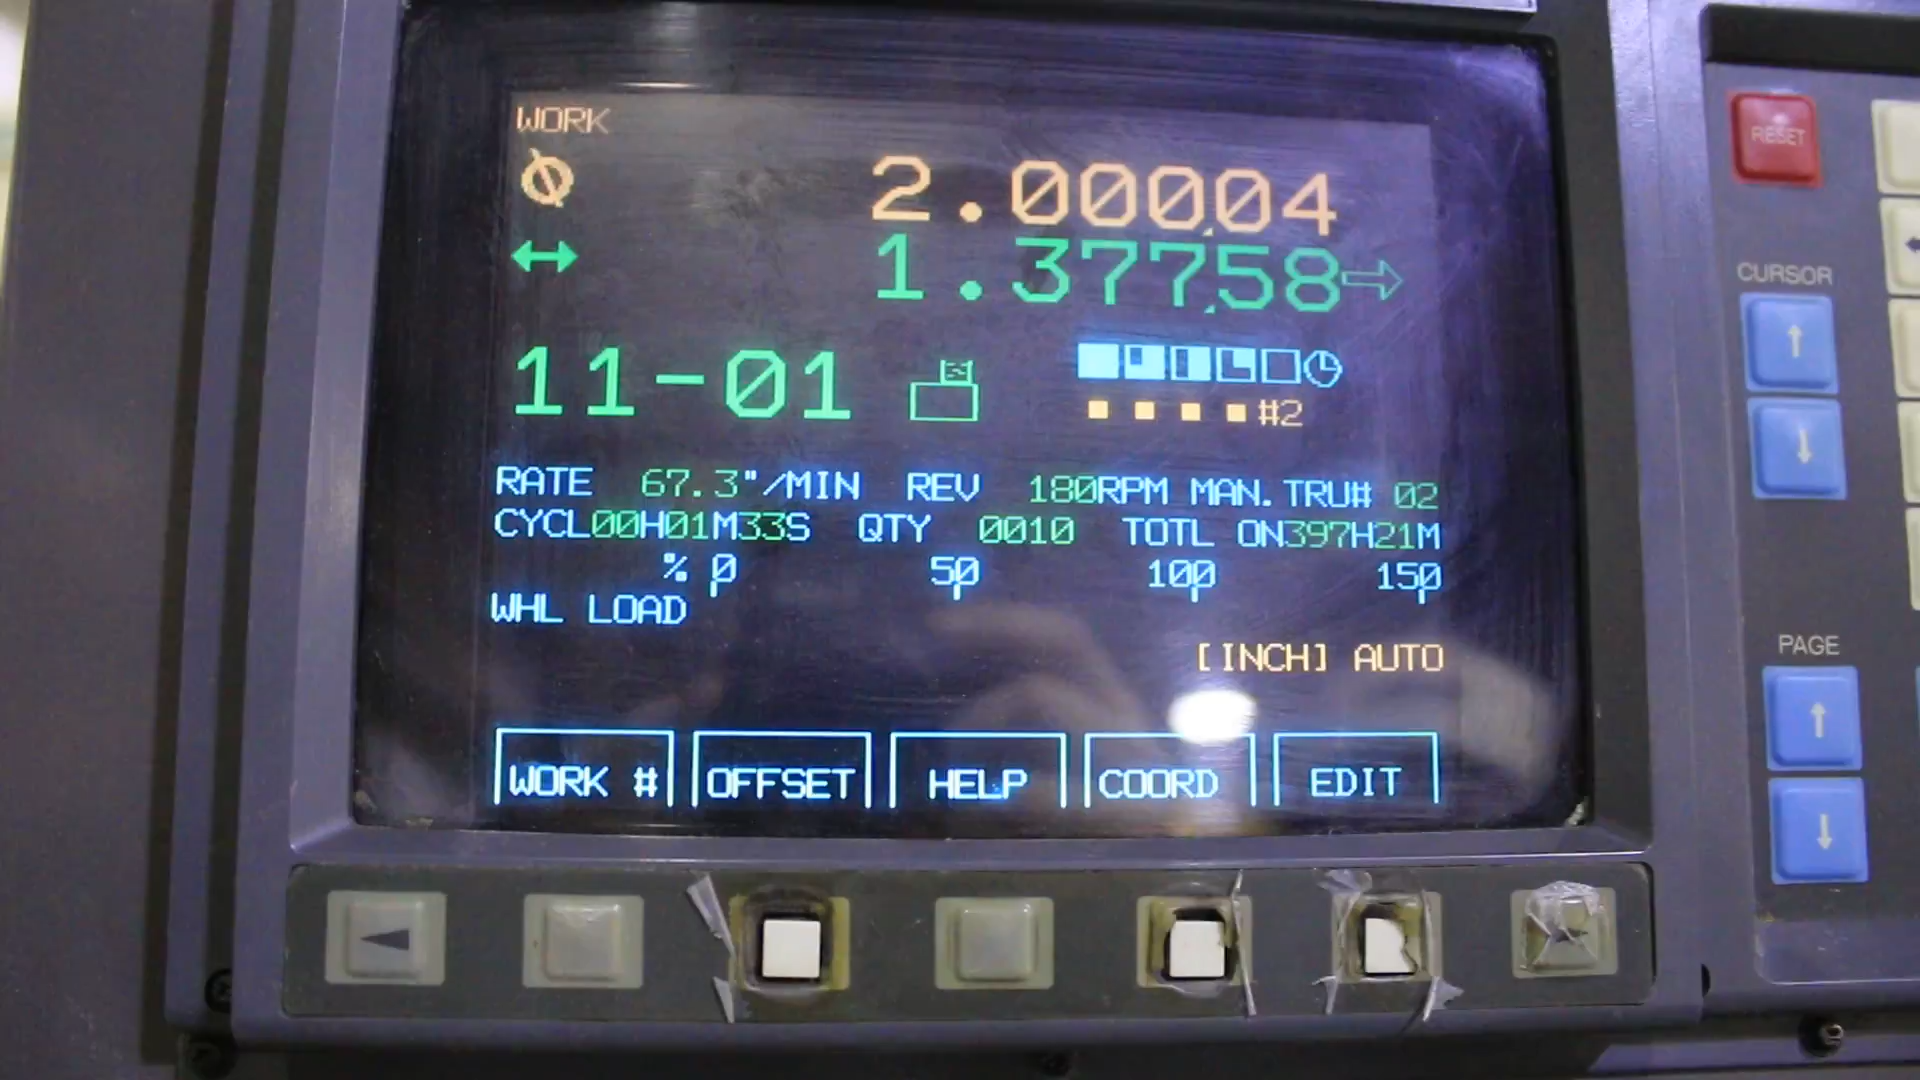 WORK
2.00004
1.37758
11-01
#2
RATE 67.3"/MIN REV 180RPM MAN.TRU# 02
CYCL00H01M33S QTY 0010 TOTL ON397H21M
% 0 50 100 150
WHL LOAD
[INCH] AUTO
WORK # OFFSET HELP COORD EDIT
RESET
CURSOR
PAGE